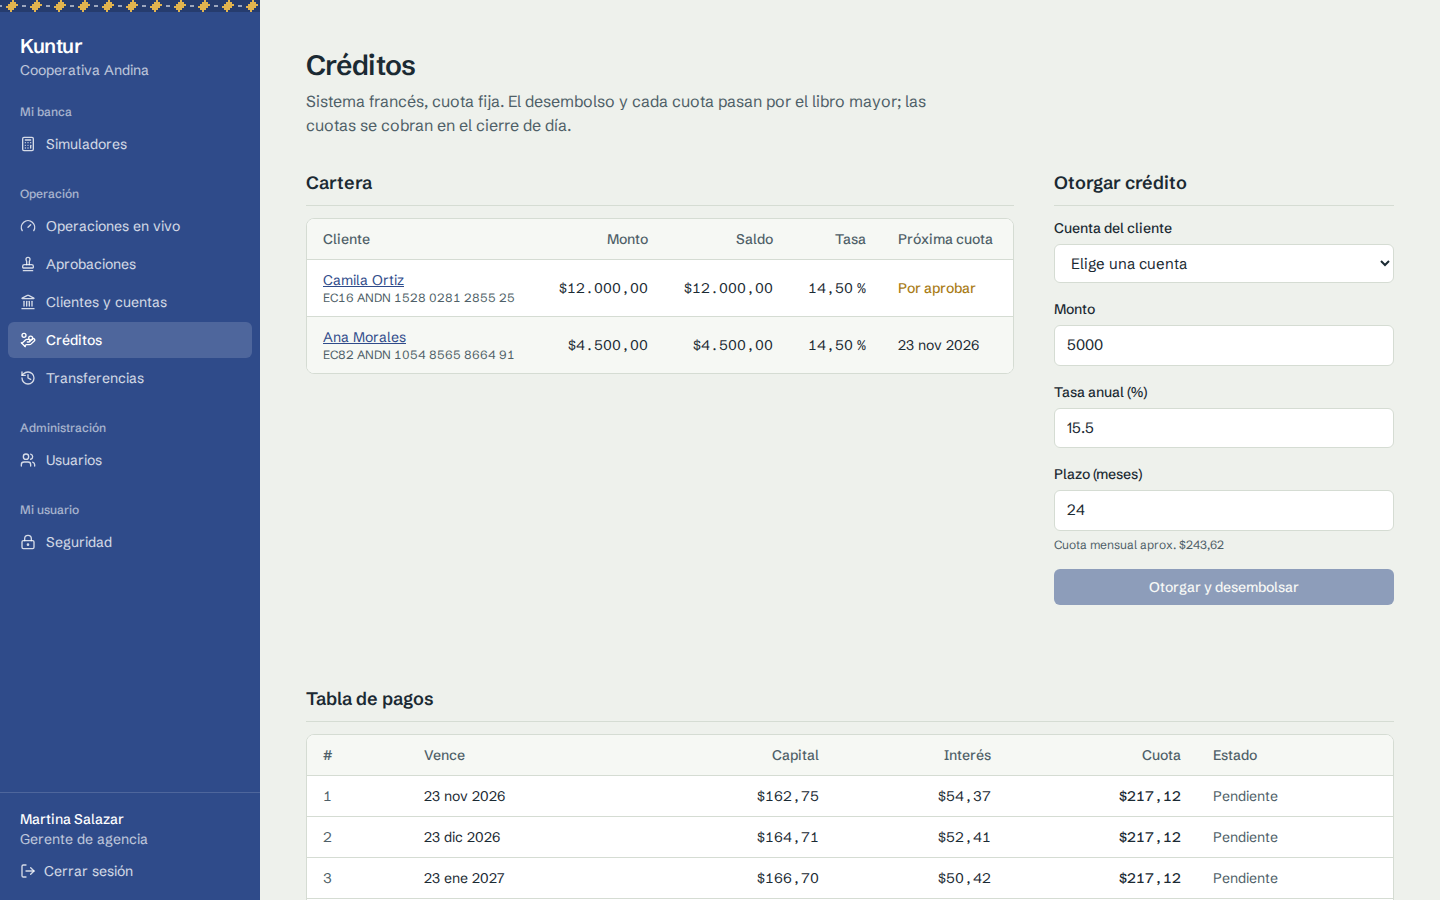 Kuntur
Cooperativa Andina
Mi banca
Simuladores
Operación
Operaciones en vivo
Aprobaciones
Clientes y cuentas
Créditos
Transferencias
Administración
Usuarios
Mi usuario
Seguridad
Martina Salazar
Gerente de agencia
Cerrar sesión
Créditos
Sistema francés, cuota fija. El desembolso y cada cuota pasan por el libro mayor; las
cuotas se cobran en el cierre de día.
Cartera
Cliente Monto Saldo Tasa Próxima cuota
Camila Ortiz $12.000,00 $12.000,00 14,50 % Por aprobar
EC16 ANDN 1528 0281 2855 25
Ana Morales $4.500,00 $4.500,00 14,50 % 23 nov 2026
EC82 ANDN 1054 8565 8664 91
Otorgar crédito
Cuenta del cliente
Elige una cuenta
Monto
5000
Tasa anual (%)
15.5
Plazo (meses)
24
Cuota mensual aprox. $243,62
Otorgar y desembolsar
Tabla de pagos
# Vence Capital Interés Cuota Estado
1 23 nov 2026 $162,75 $54,37 $217,12 Pendiente
2 23 dic 2026 $164,71 $52,41 $217,12 Pendiente
3 23 ene 2027 $166,70 $50,42 $217,12 Pendiente